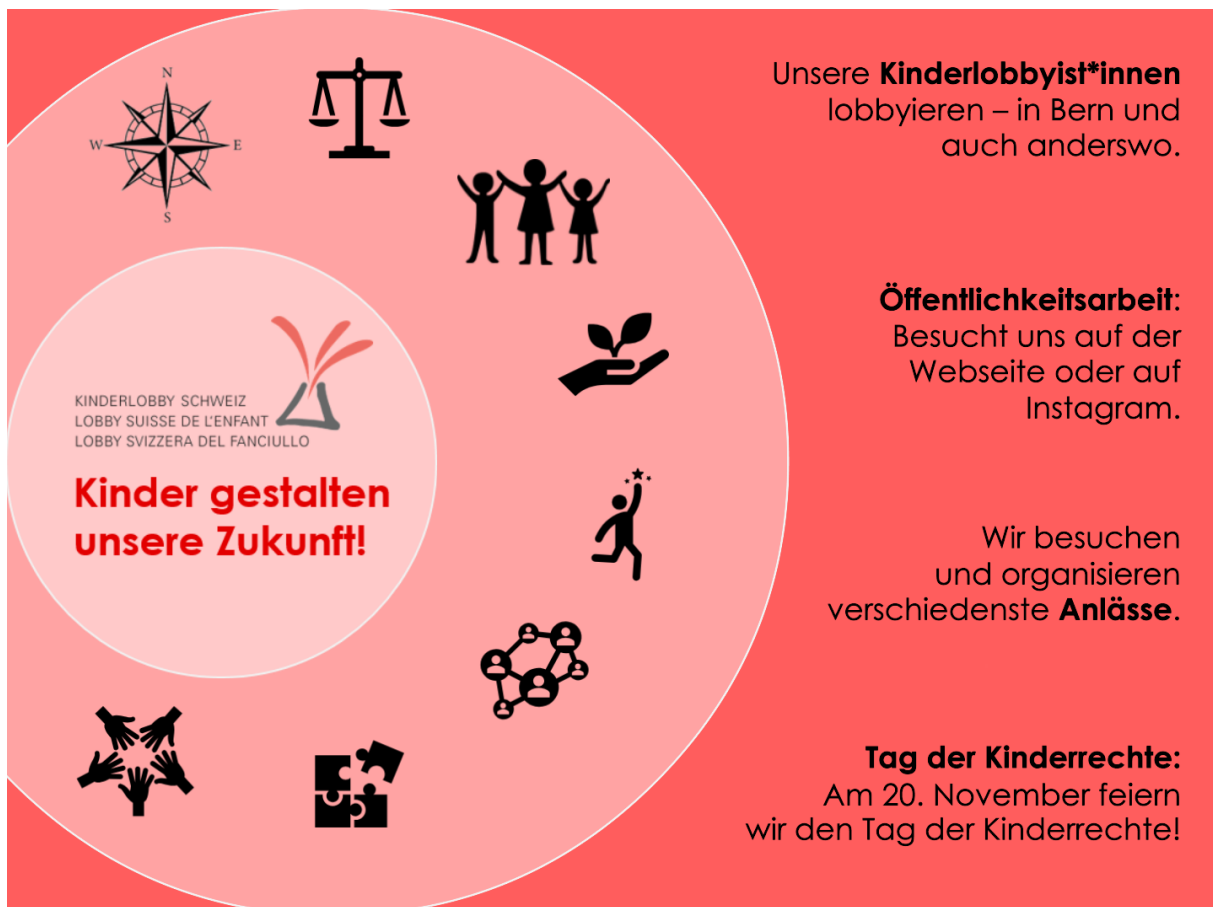 N
W
E
S
KINDERLOBBY SCHWEIZ
LOBBY SUISSE DE L'ENFANT
LOBBY SVIZZERA DEL FANCIULLO
Kinder gestalten
unsere Zukunft!
Unsere Kinderlobbyist*innen
lobbyieren – in Bern und
auch anderswo.
Öffentlichkeitsarbeit:
Besucht uns auf der
Webseite oder auf
Instagram.
Wir besuchen
und organisieren
verschiedenste Anlässe.
Tag der Kinderrechte:
Am 20. November feiern
wir den Tag der Kinderrechte!